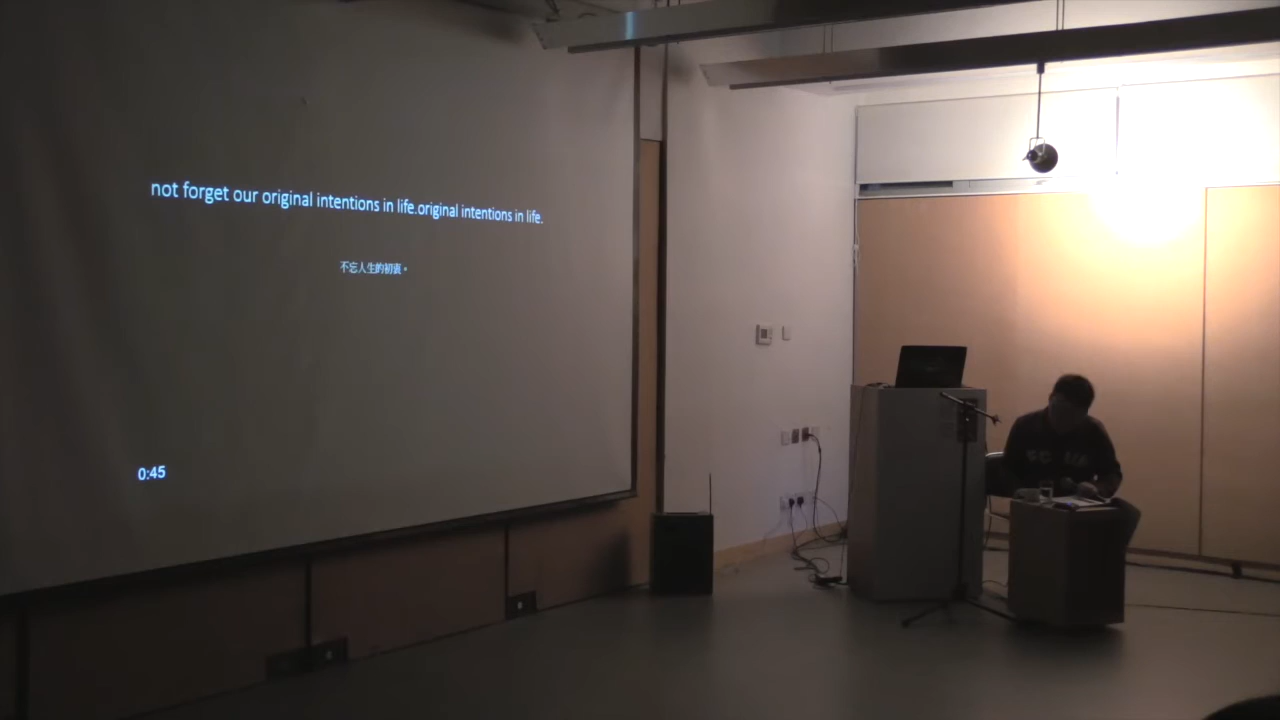 not forget our original intentions in life.original intentions in life.
不忘人生的初衷。
0:45